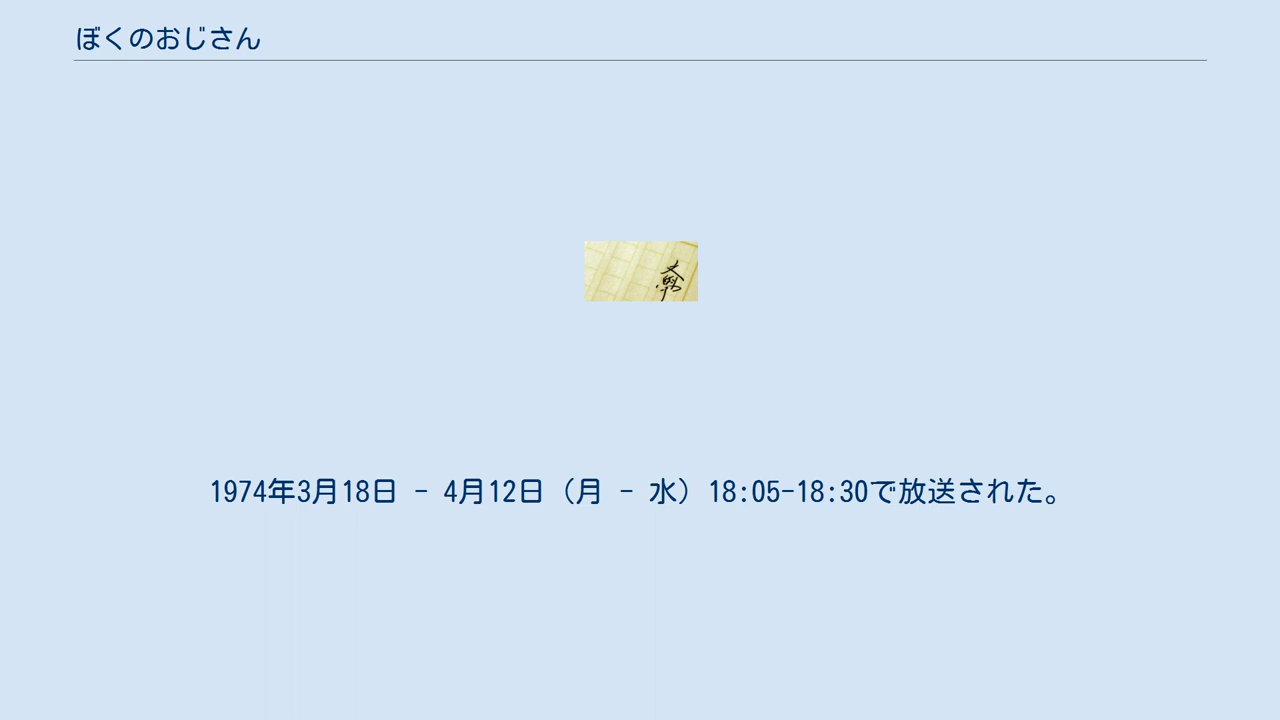 ぼくのおじさん
1974年3月18日 - 4月12日（月 - 水）18:05-18:30で放送された。